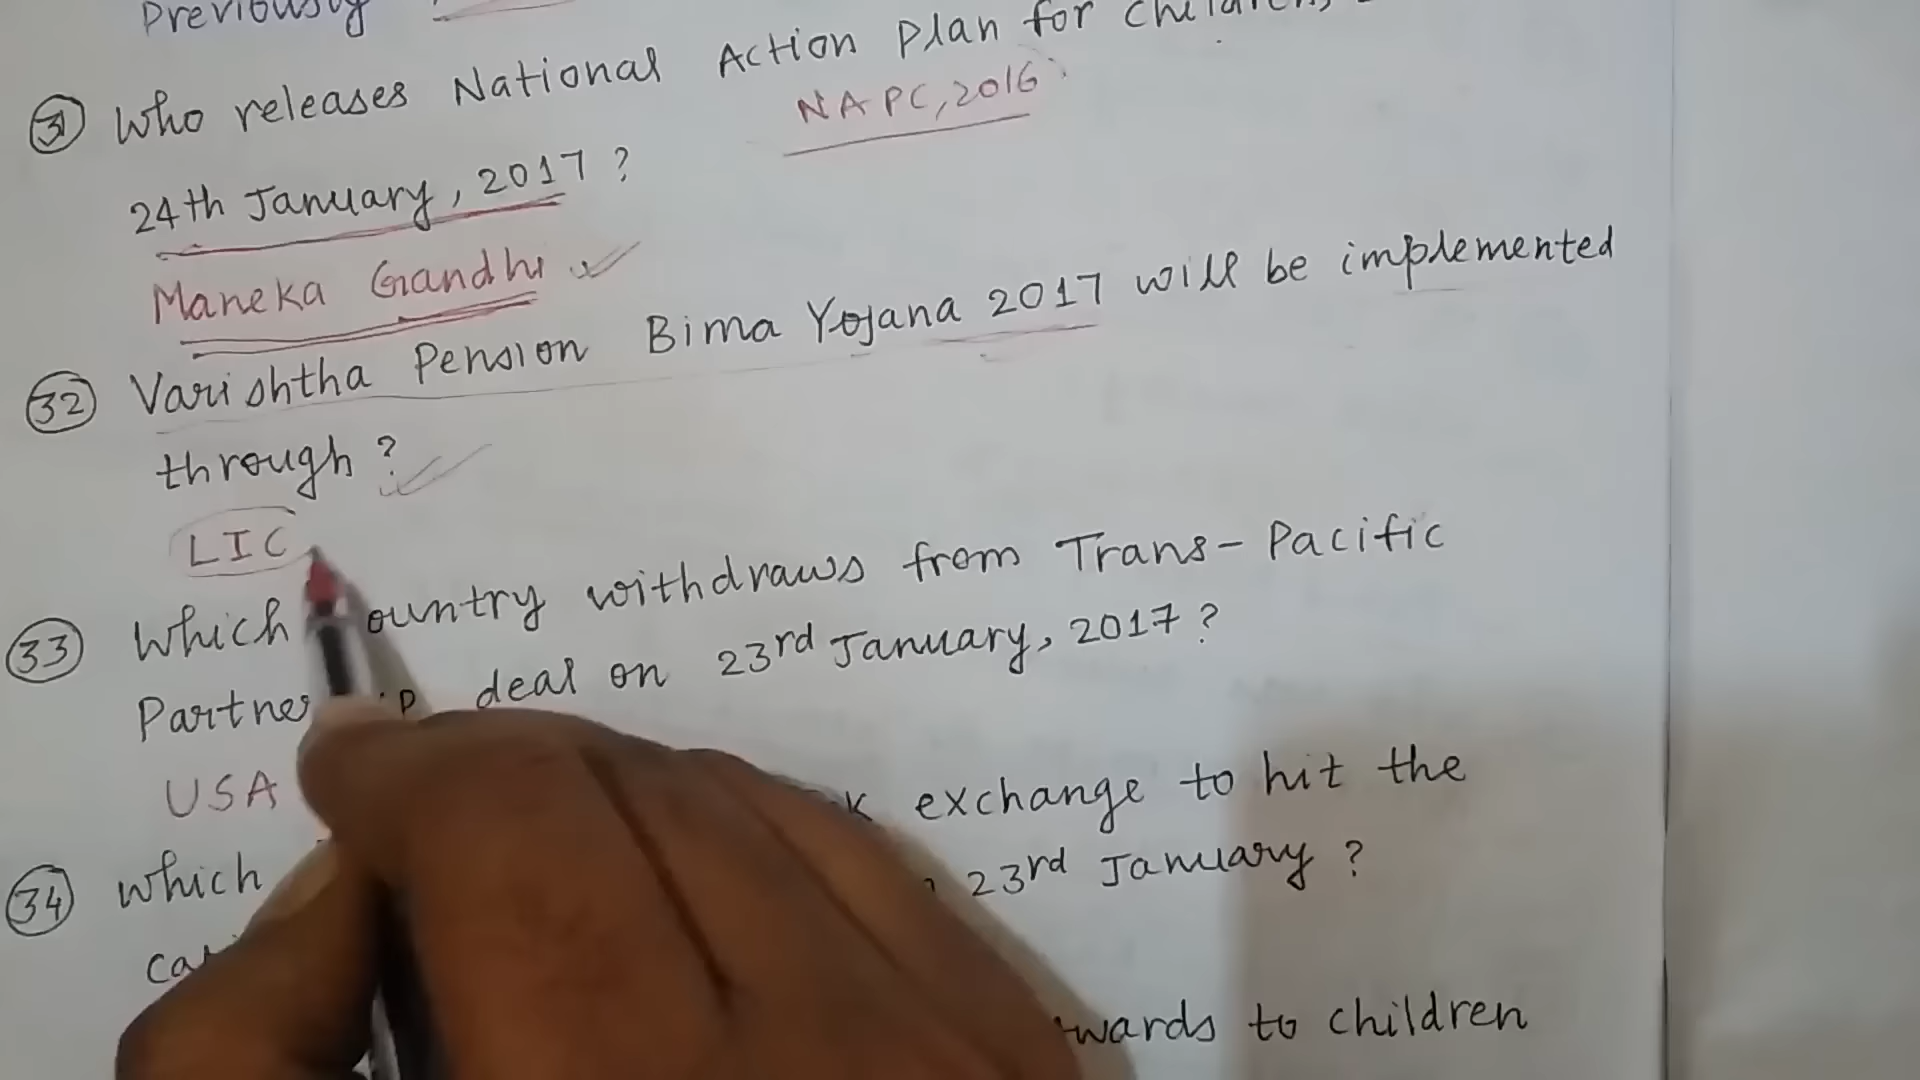 Previously
31 Who releases National Action Plan for Children,
NAPC, 2016
24th January, 2017 ?
Maneka Gandhi
32 Varishtha Pension Bima Yojana 2017 will be implemented
through ?
LIC
33 Which country withdraws from Trans-Pacific
Partnership deal on 23rd January, 2017 ?
USA
exchange to hit the
34 Which 23rd January ?
to children